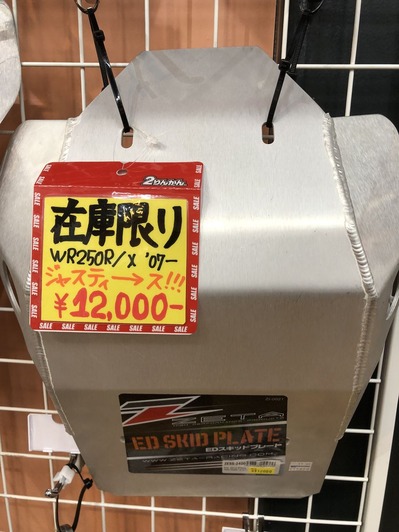 2りんかん
在庫限り
WR250R/X '07-
ジャスティ→ス!!!
¥12,000-
SALE SALE SALE SALE SALE SALE
ZETA
ED SKID PLATE
EDスキッドプレート